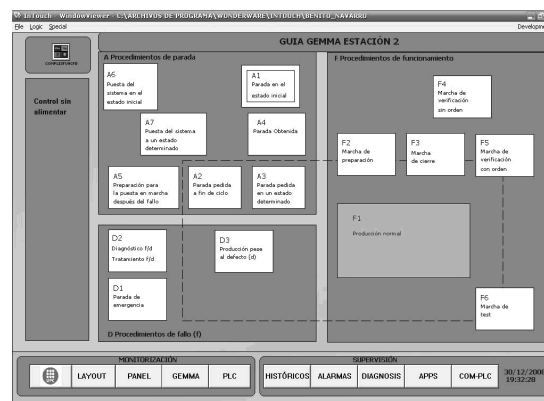 InTouch - WindowViewer - C:\ARCHIVOS DE PROGRAMA\WUNDERWARE\INTOUCH\BENITO_NAVARRO
File Logic Special
Developm
GUIA GEMMA ESTACIÓN 2
Control sin
alimentar
A Procedimientos de parada
A6
Puesta del
sistema en el
estado inicial
A1
Parada en el
estado inicial
A7
Puesta del sistema
a un estado
determinado
A4
Parada Obtenida
A5
Preparación para
la puesta en marcha
después del fallo
A2
Parada pedida
a fin de ciclo
A3
Parada pedida
en un estado
determinado
F Procedimientos de funcionamiento
F4
Marcha de
verificación
sin orden
F2
Marcha de
preparación
F3
Marcha
de cierre
F5
Marcha de
verificación
con orden
F1
Producción normal
F6
Marcha de
test
D2
Diagnóstico f/d
Tratamiento f/d
D3
Producción pese
al defecto (d)
D1
Parada de
emergencia
D Procedimientos de fallo (f)
MONITORIZACIÓN
LAYOUT
PANEL
GEMMA
PLC
SUPERVISIÓN
HISTÓRICOS
ALARMAS
DIAGNOSIS
APPS
COM-PLC
30/12/200
19:32:28